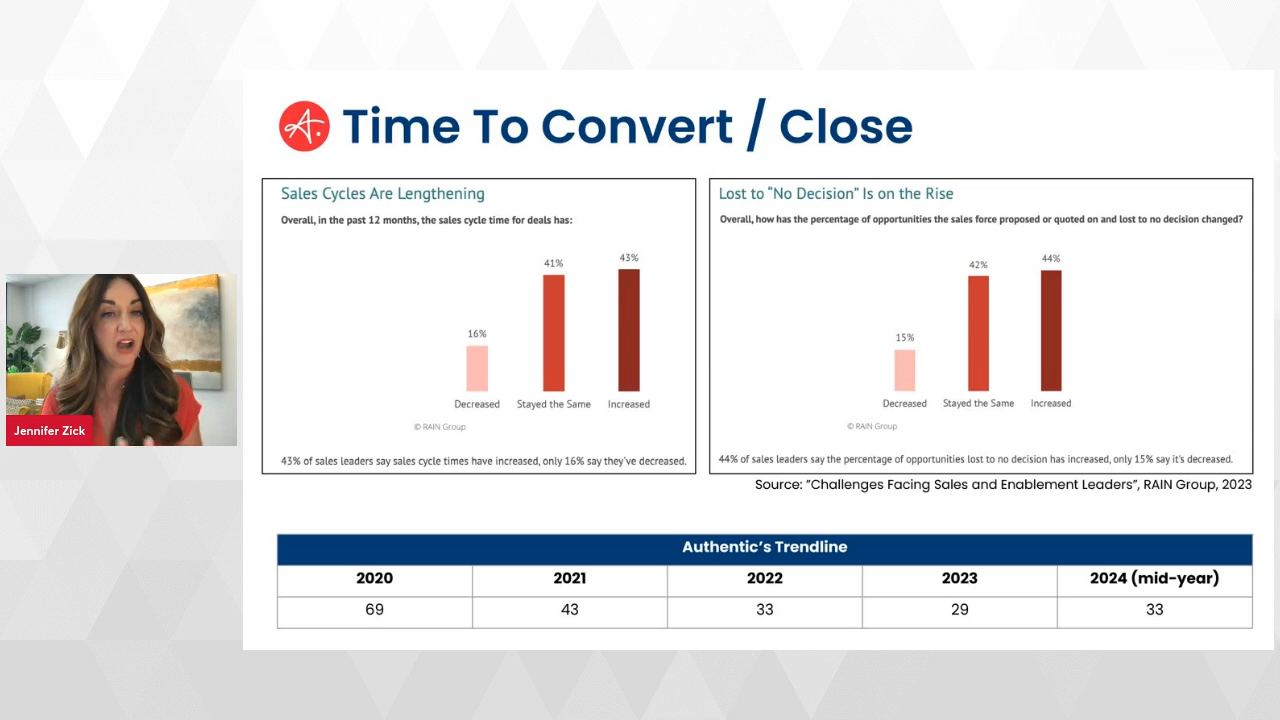 A.
Time To Convert / Close
Sales Cycles Are Lengthening
Overall, in the past 12 months, the sales cycle time for deals has:
16%
41%
43%
Decreased
Stayed the Same
Increased
© RAIN Group
43% of sales leaders say sales cycle times have increased, only 16% say they've decreased.
Lost to “No Decision” Is on the Rise
Overall, how has the percentage of opportunities the sales force proposed or quoted on and lost to no decision changed?
15%
42%
44%
Decreased
Stayed the Same
Increased
© RAIN Group
44% of sales leaders say the percentage of opportunities lost to no decision has increased, only 15% say it's decreased.
Source: ”Challenges Facing Sales and Enablement Leaders”, RAIN Group, 2023
Jennifer Zick
Authentic’s Trendline
2020 2021 2022 2023 2024 (mid-year)
69 43 33 29 33